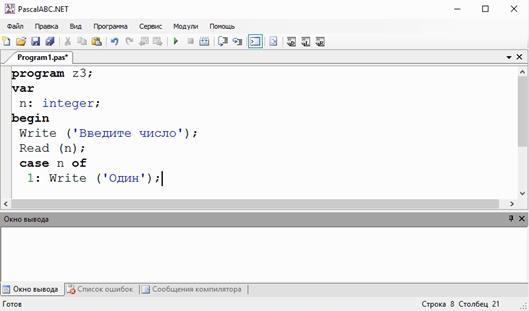 PascalABC.NET
Файл Правка Вид Программа Сервис Модули Помощь
Program1.pas*
program z3;
var
n: integer;
begin
Write ('Введите число');
Read (n);
case n of
1: Write ('Один');
Окно вывода
Окно вывода Список ошибок Сообщения компилятора
Готов Строка 8 Столбец 21